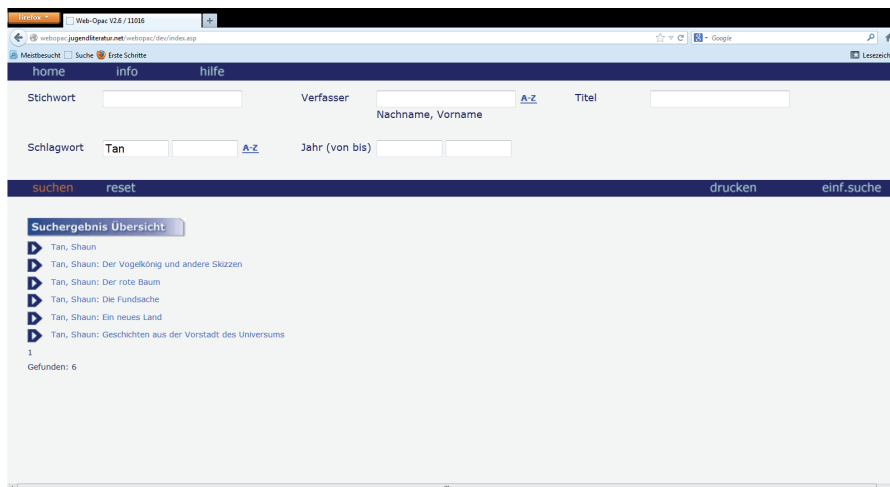 Firefox
Web-Opac V2.6 / 11016
webopac.jugendliteratur.net/webopac/dev/index.asp
Google
Meistbesucht Suche Erste Schritte
Lesezeich
home info hilfe
Stichwort Verfasser A-Z Titel
Nachname, Vorname
Schlagwort Tan A-Z Jahr (von bis)
suchen reset drucken einf.suche
Suchergebnis Übersicht
Tan, Shaun
Tan, Shaun: Der Vogelkönig und andere Skizzen
Tan, Shaun: Der rote Baum
Tan, Shaun: Die Fundsache
Tan, Shaun: Ein neues Land
Tan, Shaun: Geschichten aus der Vorstadt des Universums
1
Gefunden: 6